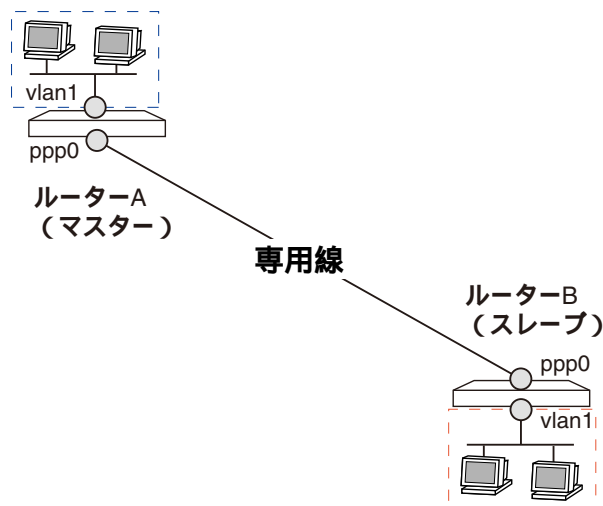 vlan1
ppp0
ルーターA
（マスター）
専用線
ルーターB
（スレーブ）
ppp0
vlan1